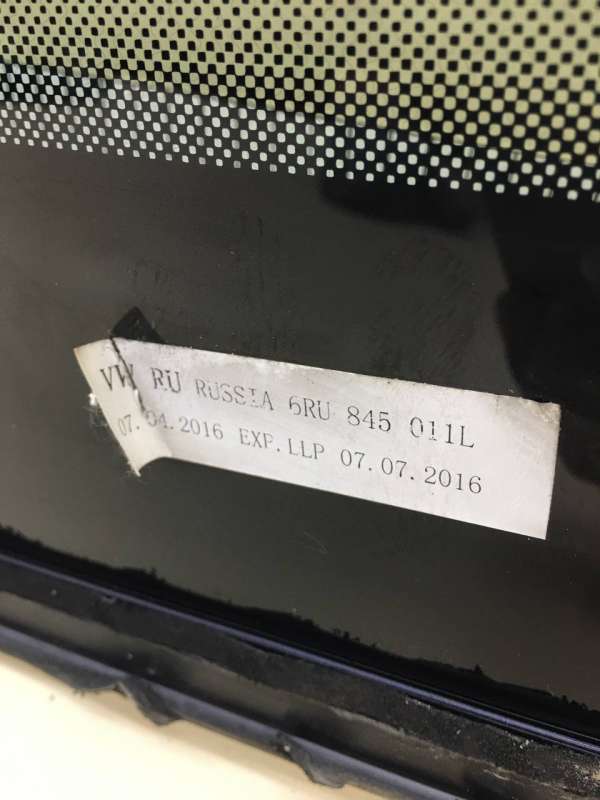 VW RU RUSSIA 6RU 845 011L
07.04.2016 EXP.LLP 07.07.2016